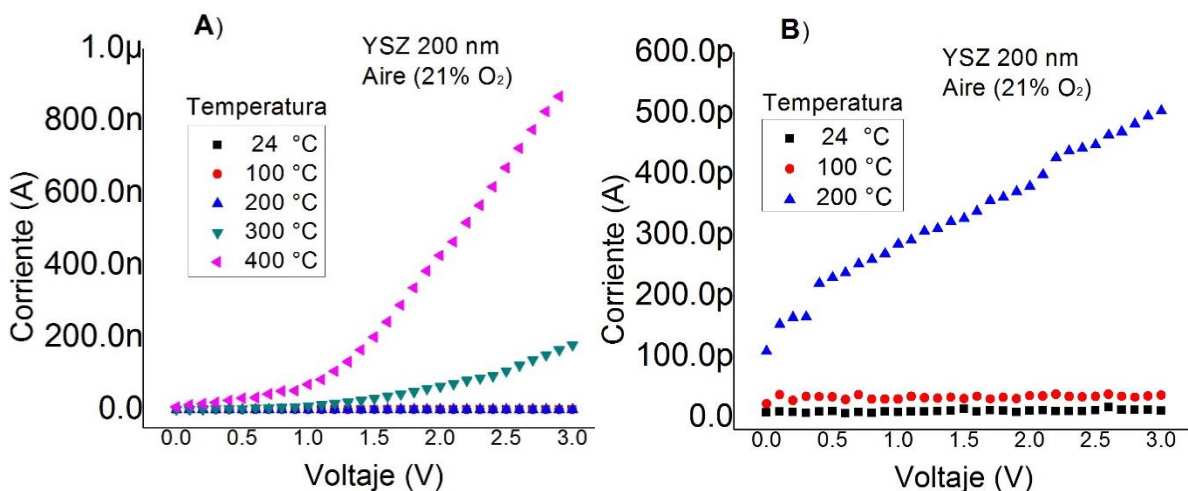 A)
YSZ 200 nm
Aire (21% O₂)
Temperatura
24 °C
100 °C
200 °C
300 °C
400 °C
1.0µ
800.0n
600.0n
400.0n
200.0n
0.0
Corriente (A)
0.0 0.5 1.0 1.5 2.0 2.5 3.0
Voltaje (V)
B)
YSZ 200 nm
Aire (21% O₂)
Temperatura
24 °C
100 °C
200 °C
600.0p
500.0p
400.0p
300.0p
200.0p
100.0p
0.0
Corriente (A)
0.0 0.5 1.0 1.5 2.0 2.5 3.0
Voltaje (V)